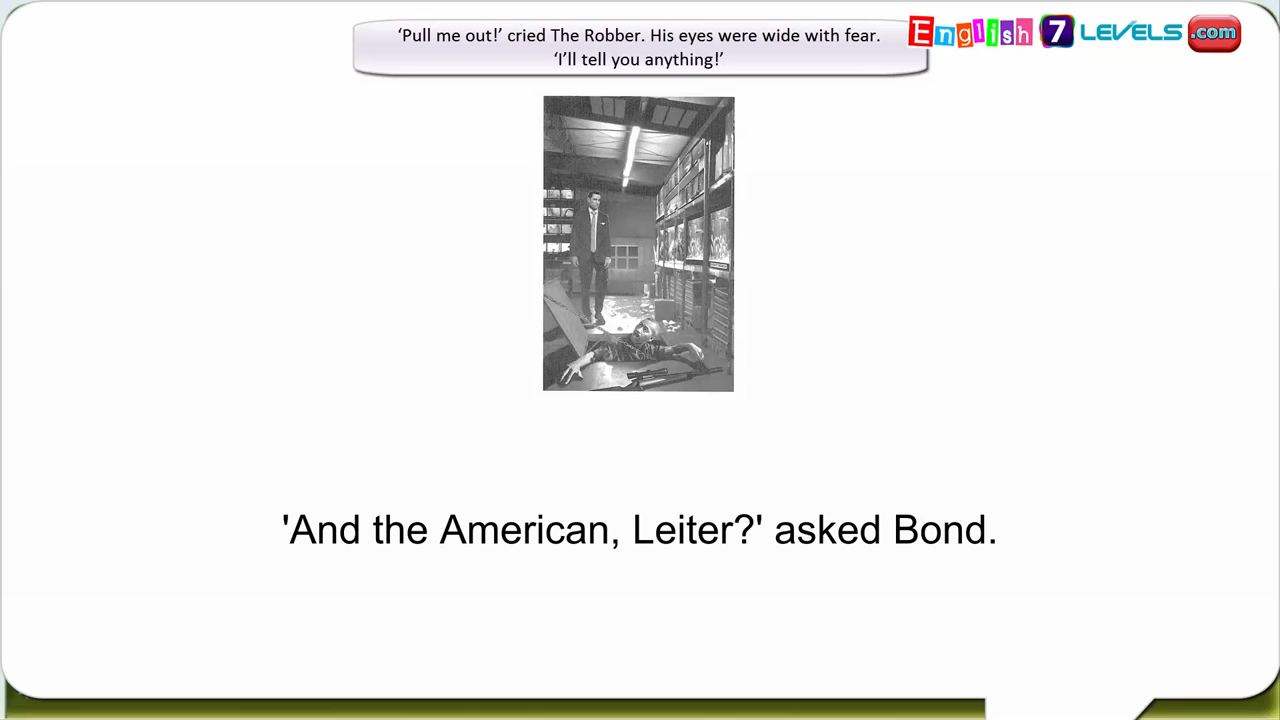 ‘Pull me out!’ cried The Robber. His eyes were wide with fear.
‘I’ll tell you anything!’
English 7 LEVELS .com
'And the American, Leiter?' asked Bond.